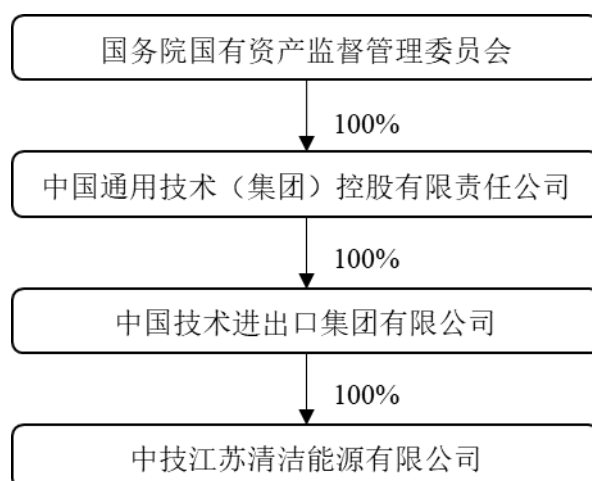 国务院国有资产监督管理委员会
100%
中国通用技术（集团）控股有限责任公司
100%
中国技术进出口集团有限公司
100%
中技江苏清洁能源有限公司